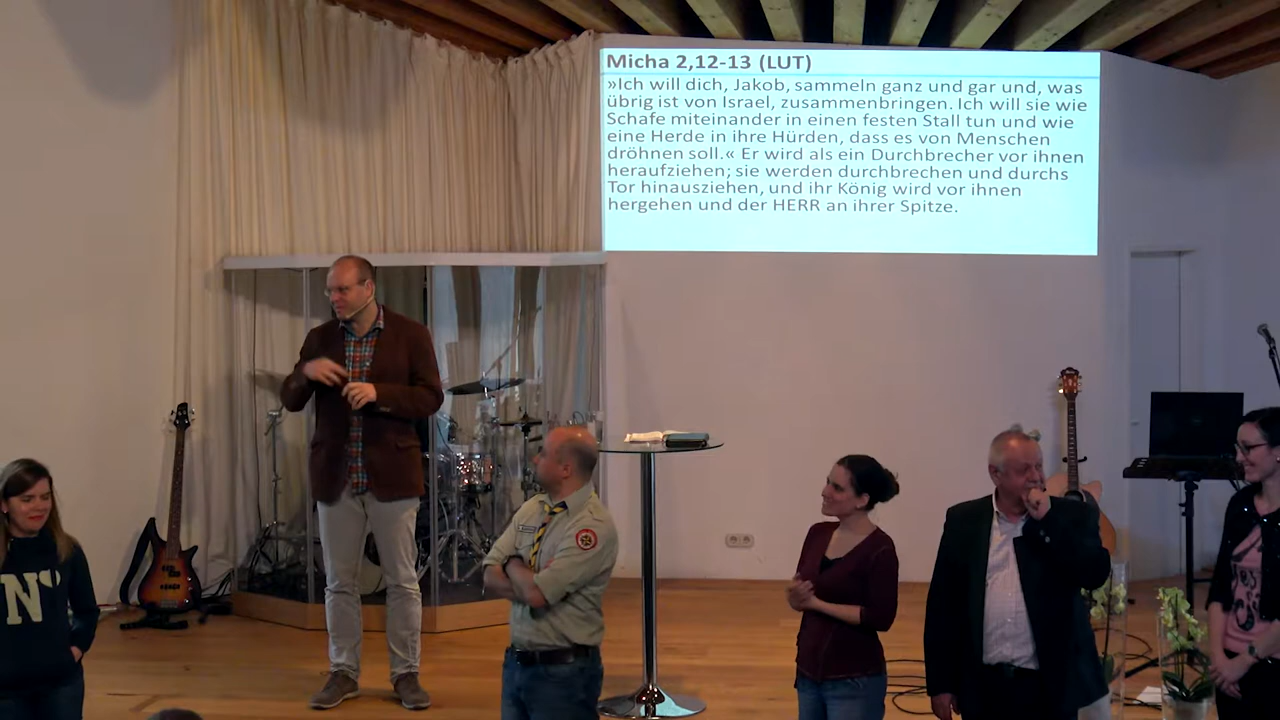 Micha 2,12-13 (LUT)
»Ich will dich, Jakob, sammeln ganz und gar und, was
übrig ist von Israel, zusammenbringen. Ich will sie wie
Schafe miteinander in einen festen Stall tun und wie
eine Herde in ihre Hürden, dass es von Menschen
dröhnen soll.« Er wird als ein Durchbrecher vor ihnen
heraufziehen; sie werden durchbrechen und durchs
Tor hinausziehen, und ihr König wird vor ihnen
hergehen und der HERR an ihrer Spitze.
Nº